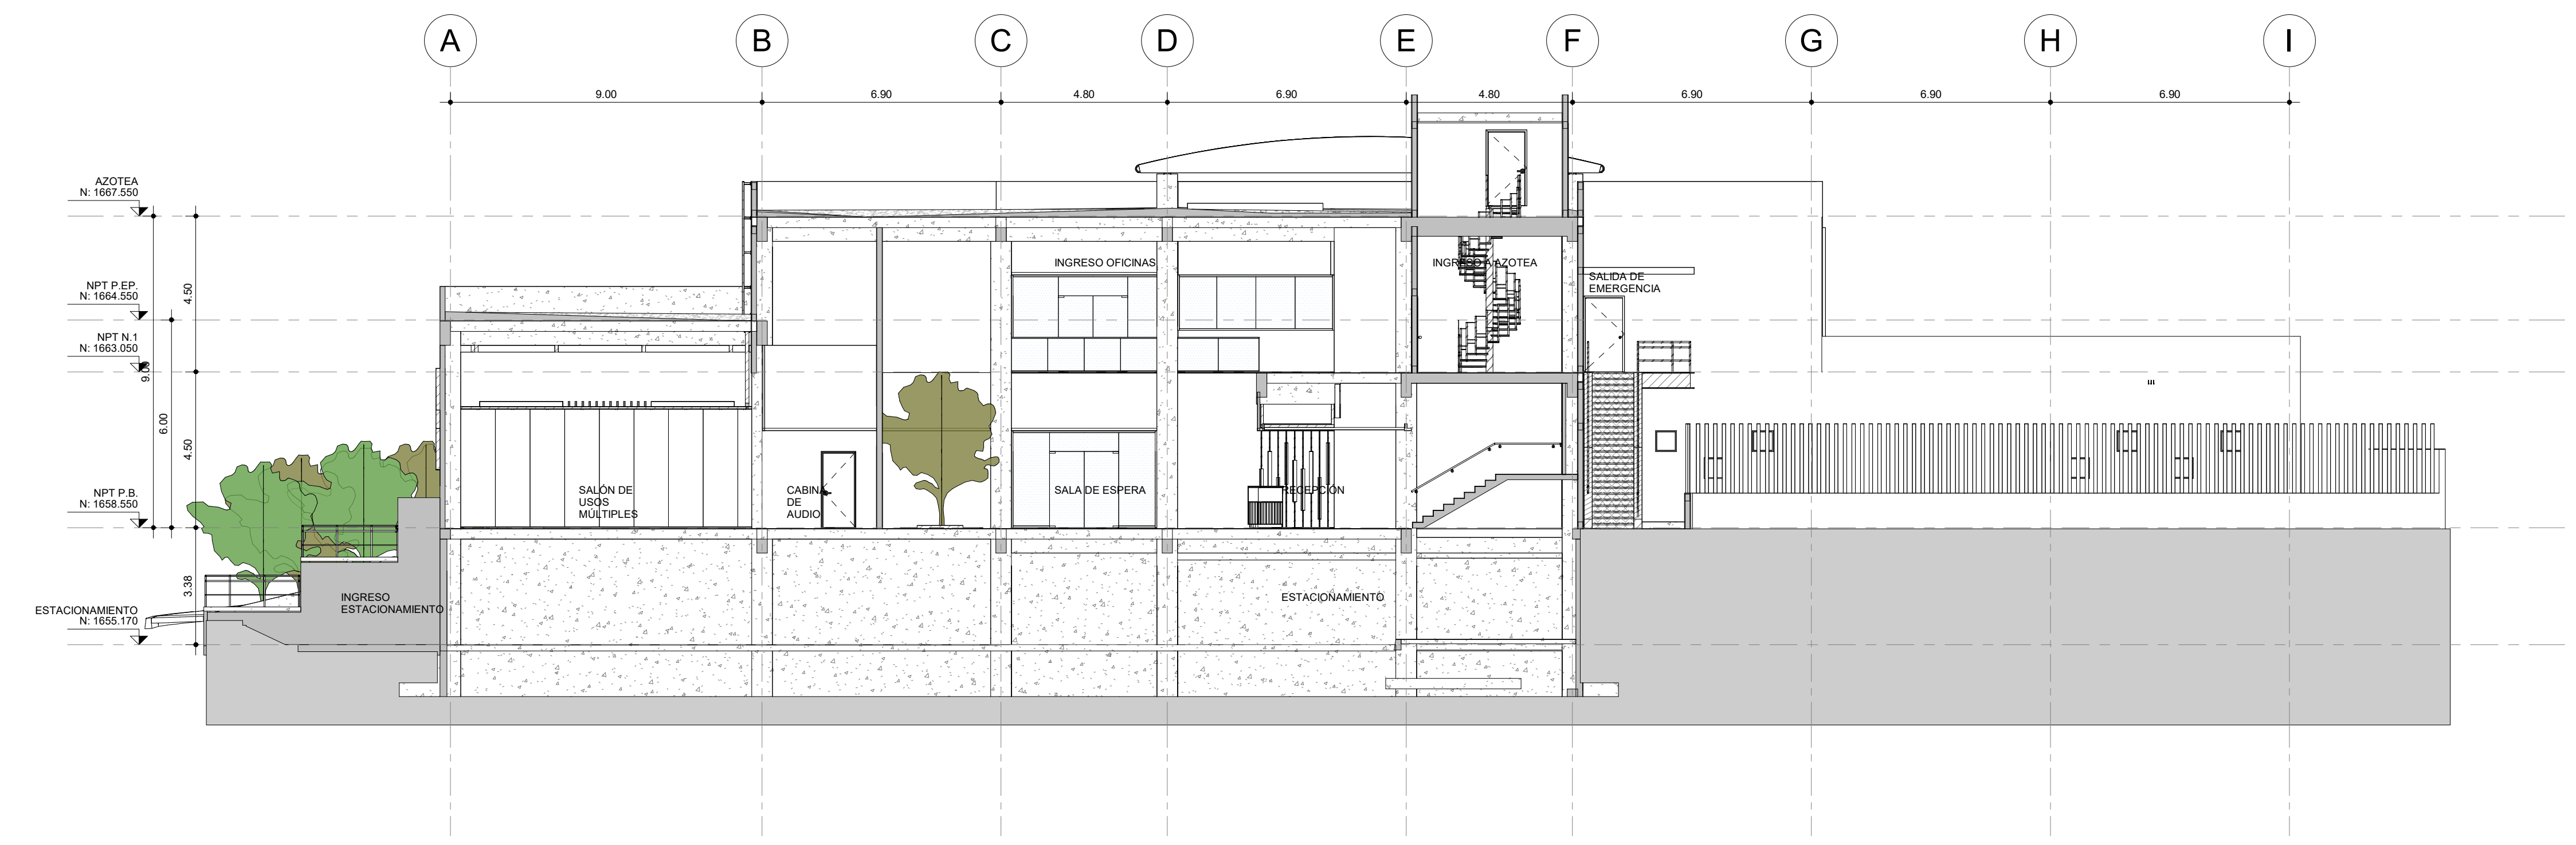 A B C D E F G H I
9.00 6.90 4.80 6.90 4.80 6.90 6.90 6.90
AZOTEA
N: 1667.550
NPT P.EP.
N: 1664.550
NPT N.1
N: 1663.050
NPT P.B.
N: 1658.550
ESTACIONAMIENTO
N: 1655.170
9.00
6.00
4.50
4.50
3.38
INGRESO OFICINAS
INGRESO A AZOTEA
SALIDA DE
EMERGENCIA
SALÓN DE
USOS
MÚLTIPLES
CABINA
DE
AUDIO
SALA DE ESPERA
RECEPCIÓN
INGRESO
ESTACIONAMIENTO
ESTACIONAMIENTO